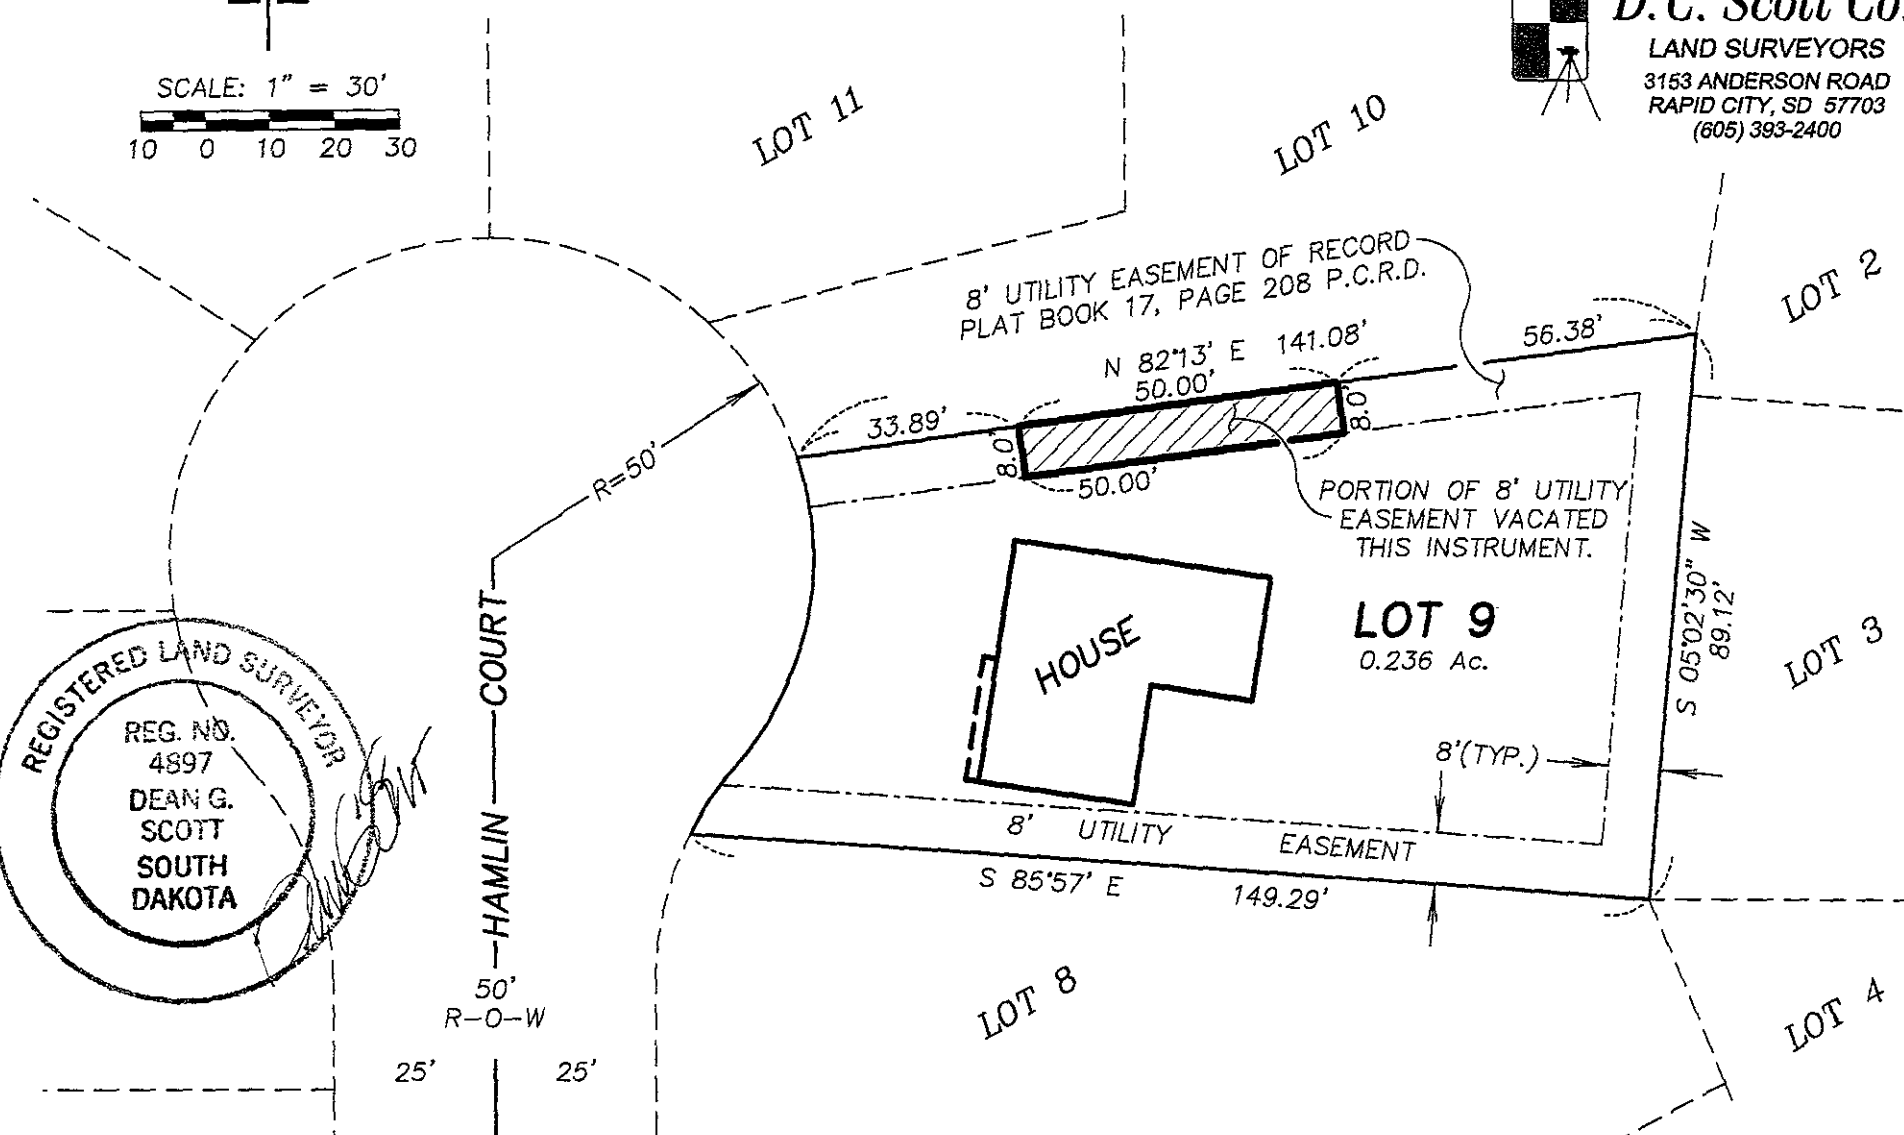 D.C. Scott Co.
LAND SURVEYORS
3153 ANDERSON ROAD
RAPID CITY, SD 57703
(605) 393-2400
SCALE: 1" = 30'
10 0 10 20 30
LOT 11
LOT 10
LOT 2
8' UTILITY EASEMENT OF RECORD
PLAT BOOK 17, PAGE 208 P.C.R.D.
N 82°13' E 141.08'
50.00'
56.38'
33.89'
8.0'
8.0'
50.00'
R=50'
PORTION OF 8' UTILITY
EASEMENT VACATED
THIS INSTRUMENT.
LOT 9
0.236 Ac.
HOUSE
S 05°02'30" W
89.12'
LOT 3
8'(TYP.)
8' UTILITY EASEMENT
S 85°57' E 149.29'
HAMLIN COURT
50'
R-O-W
25' 25'
LOT 8
LOT 4
REGISTERED LAND SURVEYOR
REG. NO.
4897
DEAN G.
SCOTT
SOUTH
DAKOTA